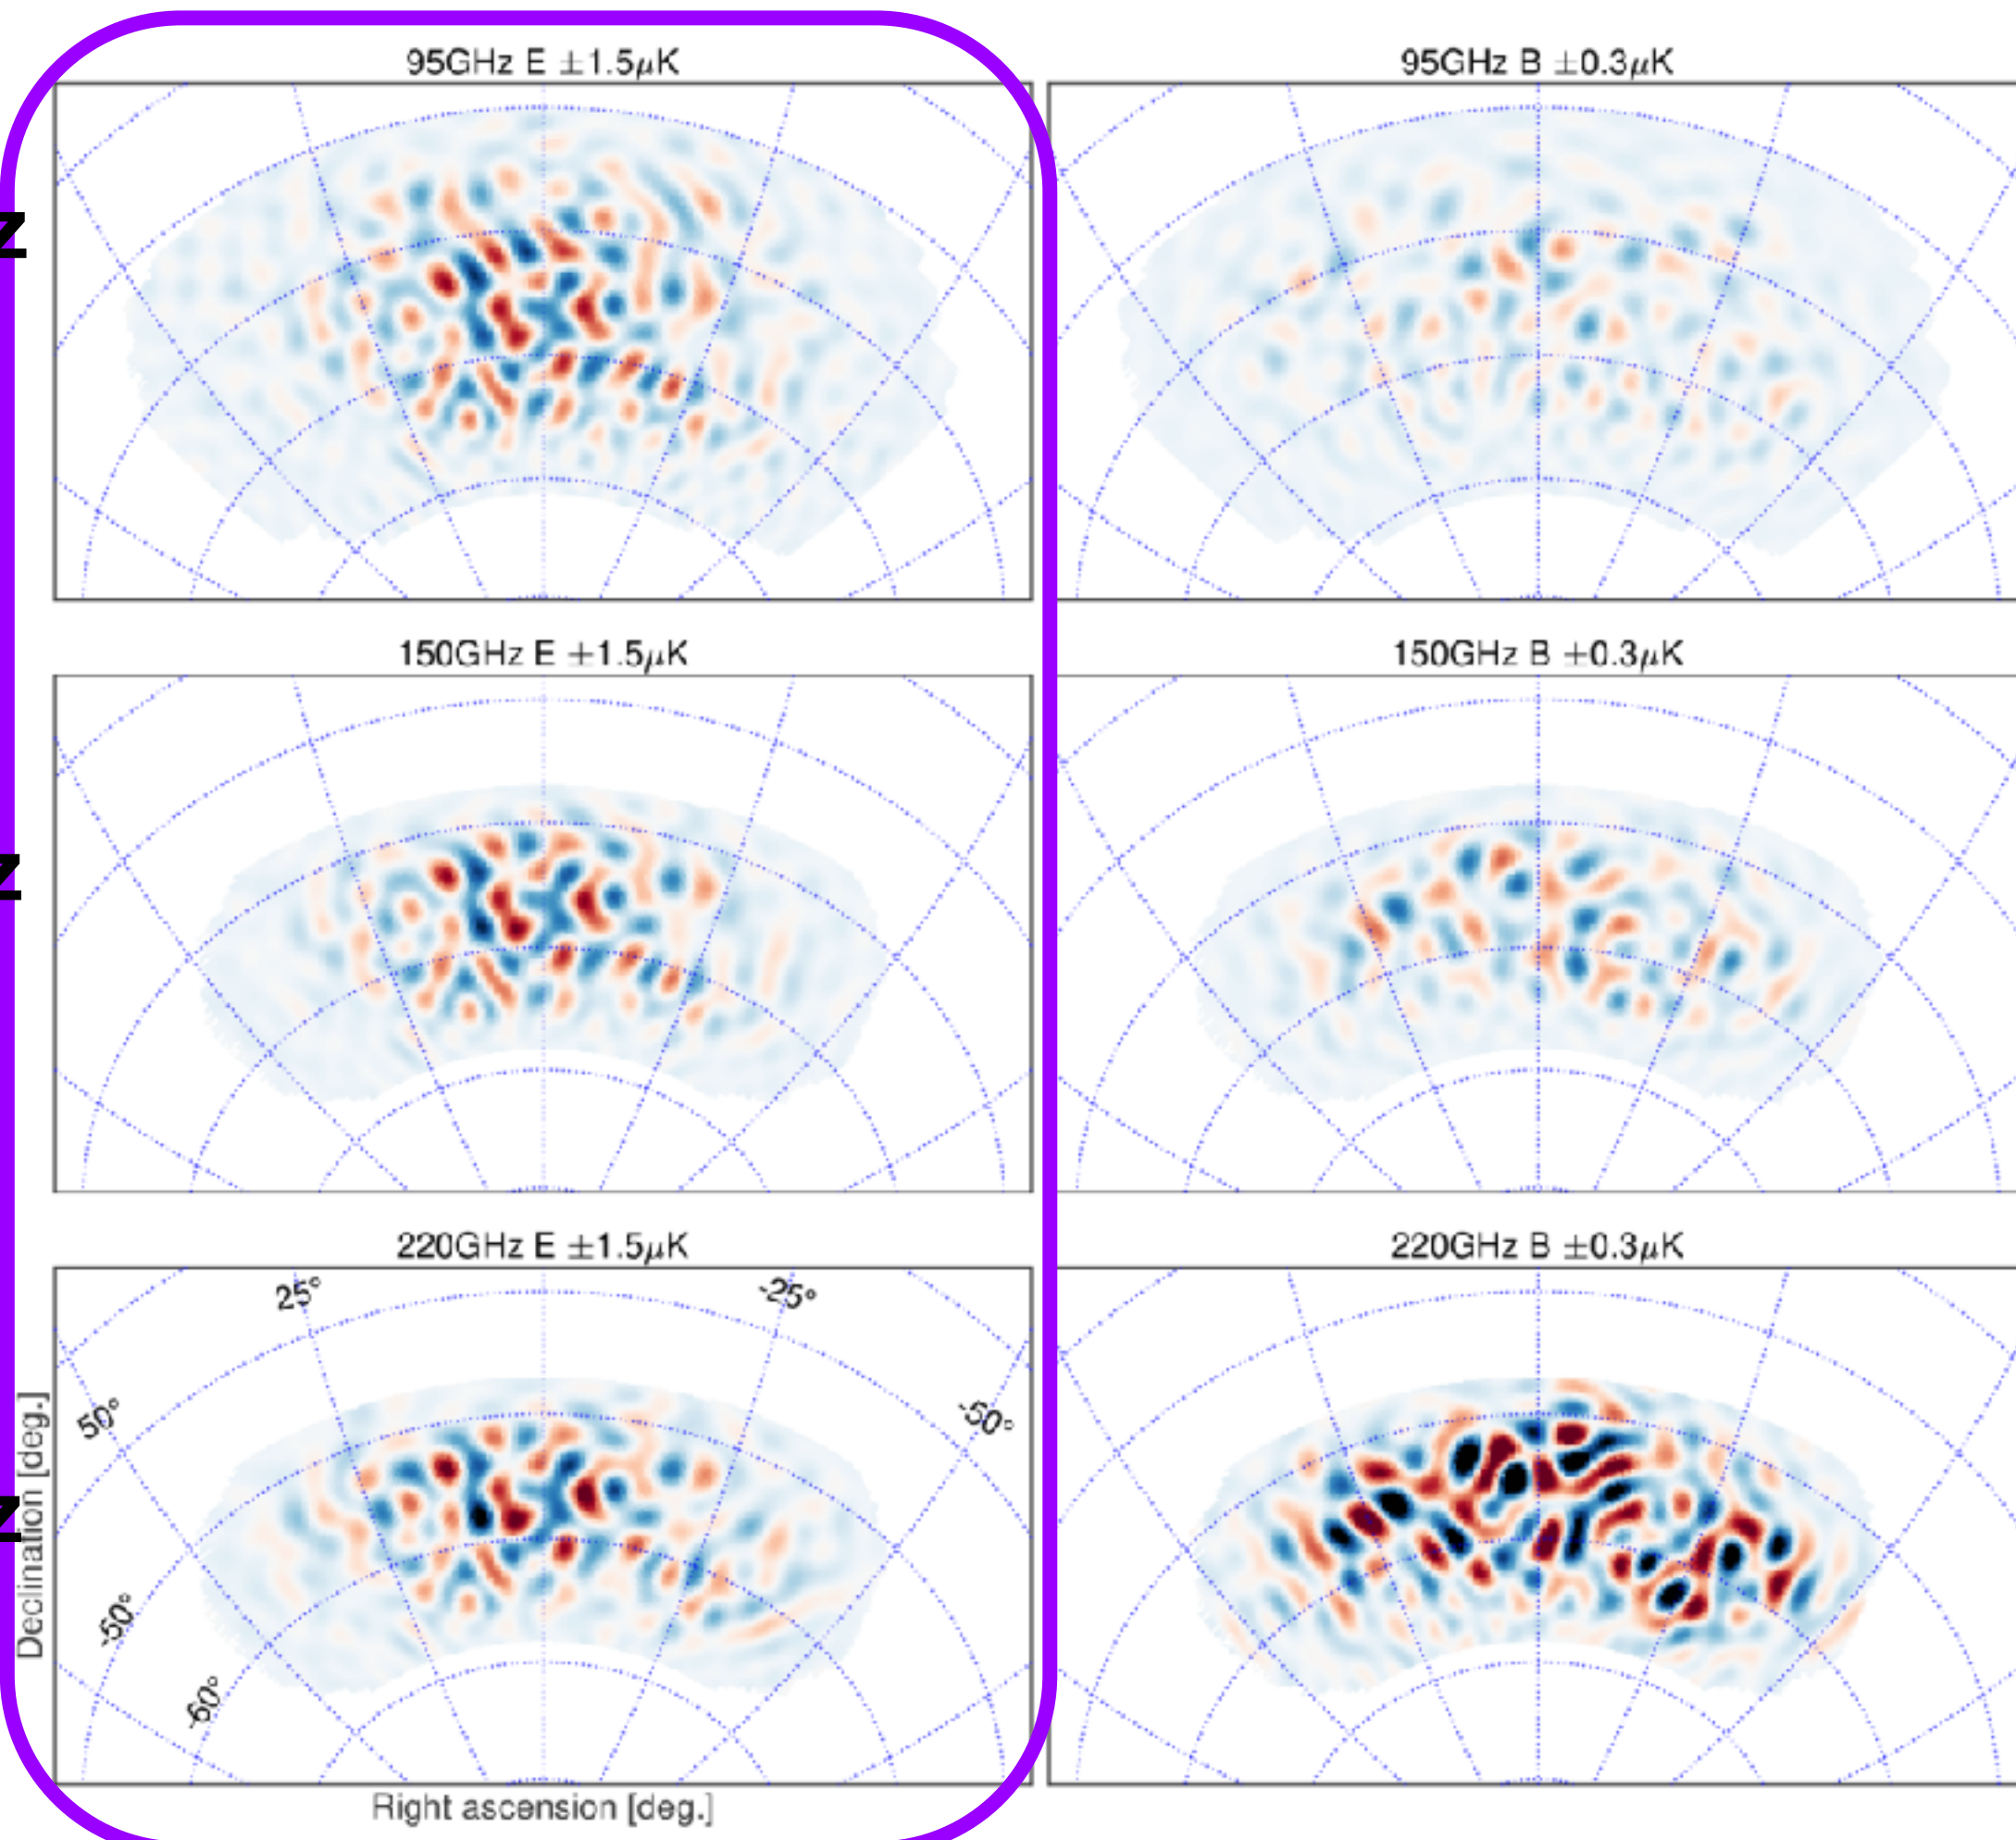 95GHz E ±1.5μK
95GHz B ±0.3μK
z
150GHz E ±1.5μK
150GHz B ±0.3μK
z
220GHz E ±1.5μK
220GHz B ±0.3μK
25°
-25°
50°
-50°
z
-50°
-60°
Declination [deg.]
Right ascension [deg.]